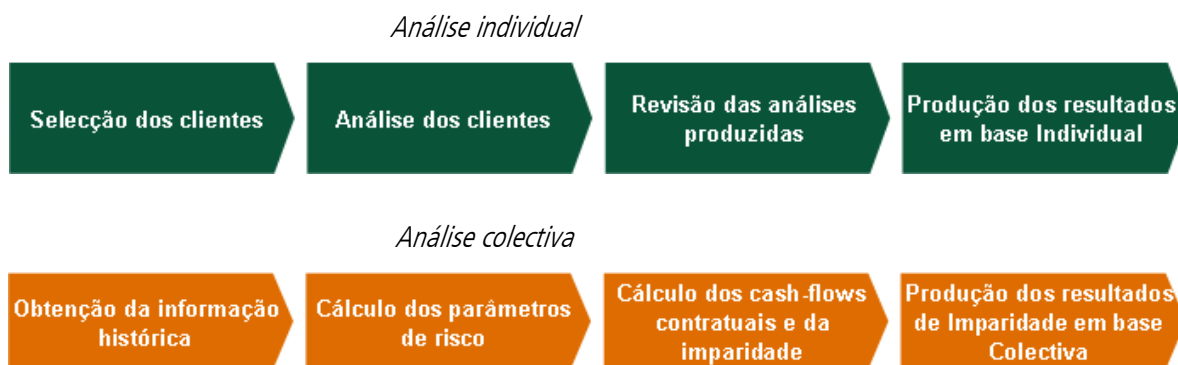 Análise individual
Selecção dos clientes
Análise dos clientes
Revisão das análises
produzidas
Produção dos resultados
em base Individual
Análise colectiva
Obtenção da informação
histórica
Cálculo dos parâmetros
de risco
Cálculo dos cash-flows
contratuais e da
imparidade
Produção dos resultados
de Imparidade em base
Colectiva